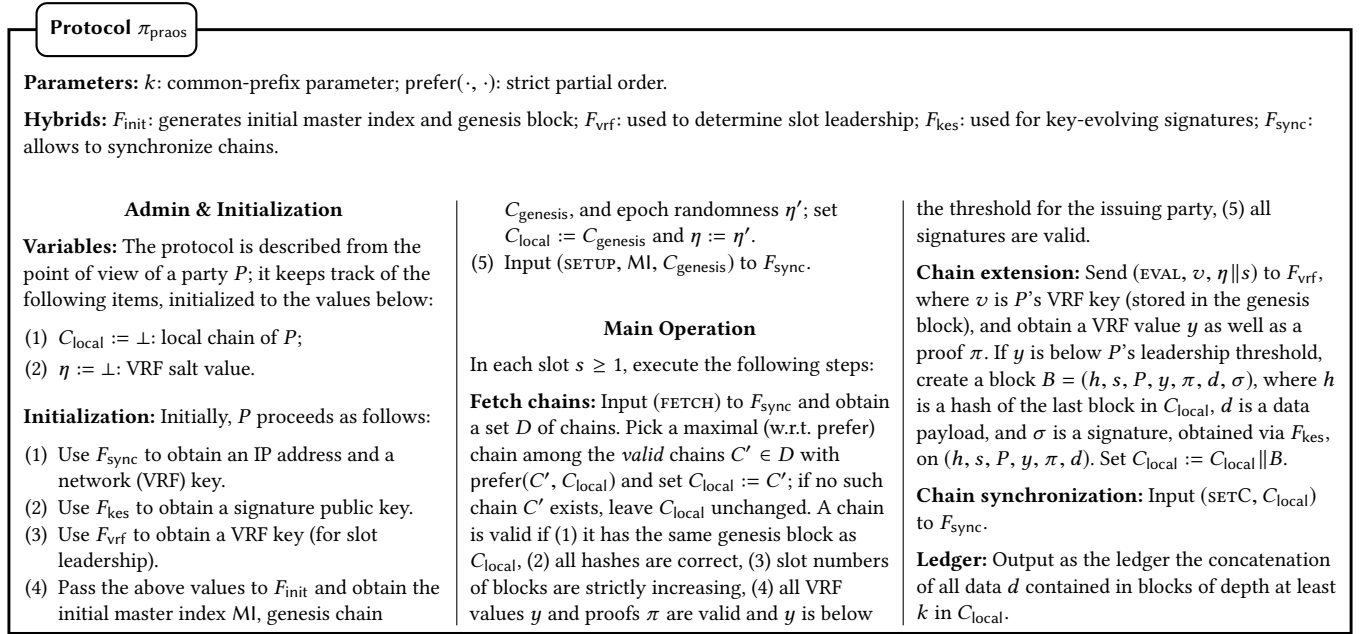 Protocol π_praos
Parameters: k: common-prefix parameter; prefer(·, ·): strict partial order.
Hybrids: F_init: generates initial master index and genesis block; F_vrf: used to determine slot leadership; F_kes: used for key-evolving signatures; F_sync:
allows to synchronize chains.
Admin & Initialization
Variables: The protocol is described from the
point of view of a party P; it keeps track of the
following items, initialized to the values below:
(1) C_local := ⊥: local chain of P;
(2) η := ⊥: VRF salt value.
Initialization: Initially, P proceeds as follows:
(1) Use F_sync to obtain an IP address and a
network (VRF) key.
(2) Use F_kes to obtain a signature public key.
(3) Use F_vrf to obtain a VRF key (for slot
leadership).
(4) Pass the above values to F_init and obtain the
initial master index MI, genesis chain
C_genesis, and epoch randomness η′; set
C_local := C_genesis and η := η′.
(5) Input (SETUP, MI, C_genesis) to F_sync.
Main Operation
In each slot s ≥ 1, execute the following steps:
Fetch chains: Input (FETCH) to F_sync and obtain
a set D of chains. Pick a maximal (w.r.t. prefer)
chain among the valid chains C′ ∈ D with
prefer(C′, C_local) and set C_local := C′; if no such
chain C′ exists, leave C_local unchanged. A chain
is valid if (1) it has the same genesis block as
C_local, (2) all hashes are correct, (3) slot numbers
of blocks are strictly increasing, (4) all VRF
values y and proofs π are valid and y is below
the threshold for the issuing party, (5) all
signatures are valid.
Chain extension: Send (EVAL, v, η∥s) to F_vrf,
where v is P's VRF key (stored in the genesis
block), and obtain a VRF value y as well as a
proof π. If y is below P's leadership threshold,
create a block B = (h, s, P, y, π, d, σ), where h
is a hash of the last block in C_local, d is a data
payload, and σ is a signature, obtained via F_kes,
on (h, s, P, y, π, d). Set C_local := C_local∥B.
Chain synchronization: Input (SETC, C_local)
to F_sync.
Ledger: Output as the ledger the concatenation
of all data d contained in blocks of depth at least
k in C_local.